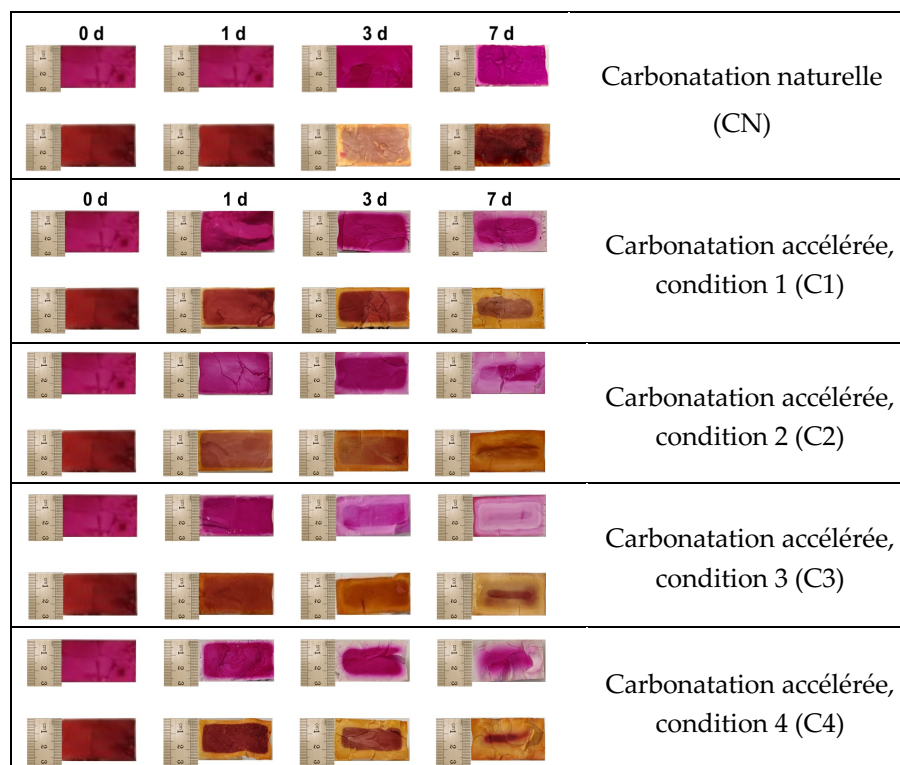 0 d 1 d 3 d 7 d
Carbonatation naturelle
(CN)
0 d 1 d 3 d 7 d
Carbonatation accélérée,
condition 1 (C1)
Carbonatation accélérée,
condition 2 (C2)
Carbonatation accélérée,
condition 3 (C3)
Carbonatation accélérée,
condition 4 (C4)